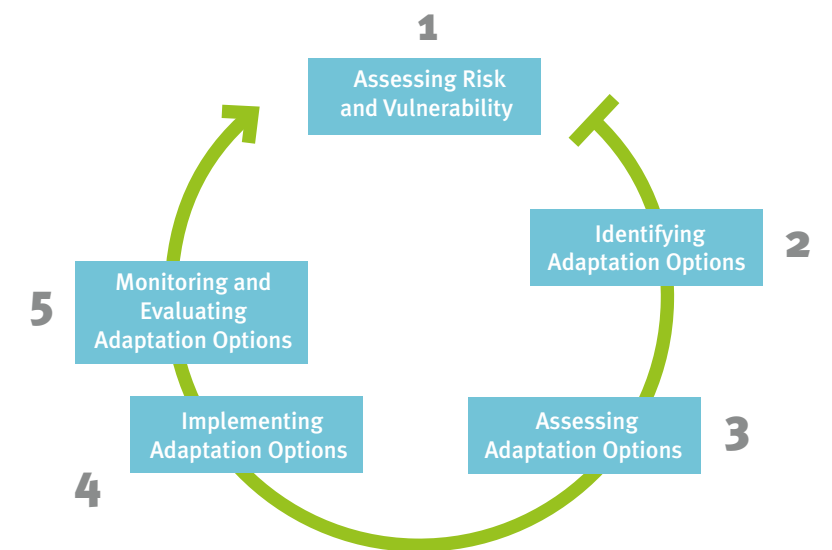 1
Assessing Risk
and Vulnerability
2
Identifying
Adaptation Options
3
Assessing
Adaptation Options
4
Implementing
Adaptation Options
5
Monitoring and
Evaluating
Adaptation Options